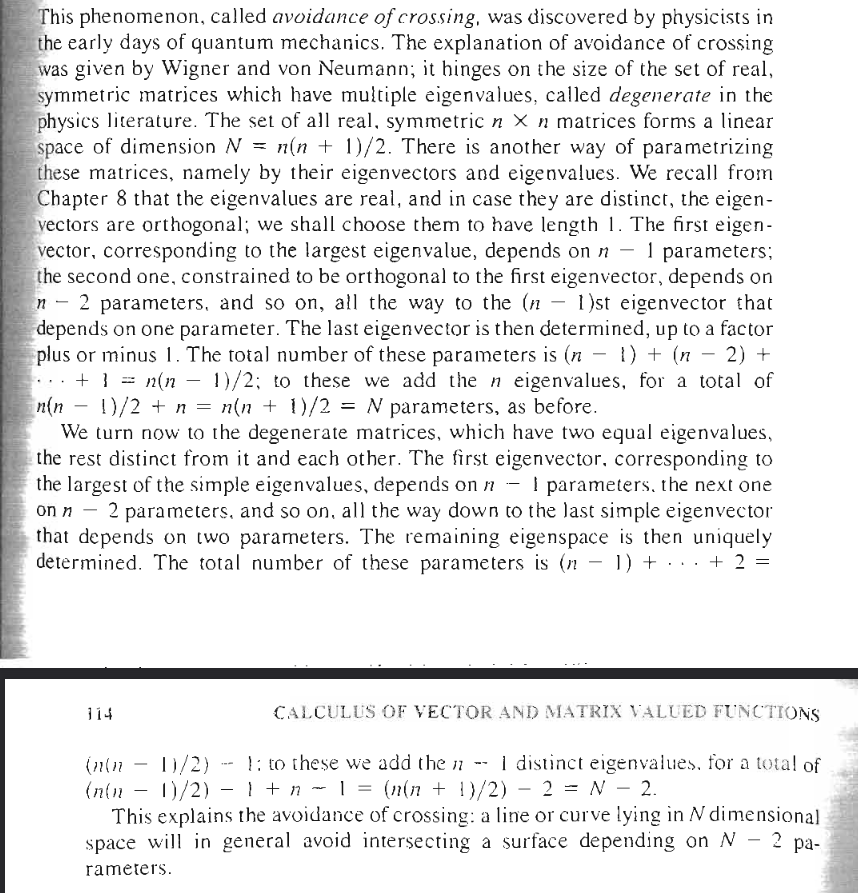 This phenomenon, called avoidance of crossing, was discovered by physicists in
the early days of quantum mechanics. The explanation of avoidance of crossing
was given by Wigner and von Neumann; it hinges on the size of the set of real,
symmetric matrices which have multiple eigenvalues, called degenerate in the
physics literature. The set of all real, symmetric n × n matrices forms a linear
space of dimension N = n(n + 1)/2. There is another way of parametrizing
these matrices, namely by their eigenvectors and eigenvalues. We recall from
Chapter 8 that the eigenvalues are real, and in case they are distinct, the eigen-
vectors are orthogonal; we shall choose them to have length 1. The first eigen-
vector, corresponding to the largest eigenvalue, depends on n − 1 parameters;
the second one, constrained to be orthogonal to the first eigenvector, depends on
n − 2 parameters, and so on, all the way to the (n − 1)st eigenvector that
depends on one parameter. The last eigenvector is then determined, up to a factor
plus or minus 1. The total number of these parameters is (n − 1) + (n − 2) +
· · · + 1 = n(n − 1)/2; to these we add the n eigenvalues, for a total of
n(n − 1)/2 + n = n(n + 1)/2 = N parameters, as before.
We turn now to the degenerate matrices, which have two equal eigenvalues,
the rest distinct from it and each other. The first eigenvector, corresponding to
the largest of the simple eigenvalues, depends on n − 1 parameters, the next one
on n − 2 parameters, and so on, all the way down to the last simple eigenvector
that depends on two parameters. The remaining eigenspace is then uniquely
determined. The total number of these parameters is (n − 1) + · · · + 2 =
114 CALCULUS OF VECTOR AND MATRIX VALUED FUNCTIONS
(n(n − 1)/2) − 1; to these we add the n − 1 distinct eigenvalues, for a total of
(n(n − 1)/2) − 1 + n − 1 = (n(n + 1)/2) − 2 = N − 2.
This explains the avoidance of crossing: a line or curve lying in N dimensional
space will in general avoid intersecting a surface depending on N − 2 pa-
rameters.